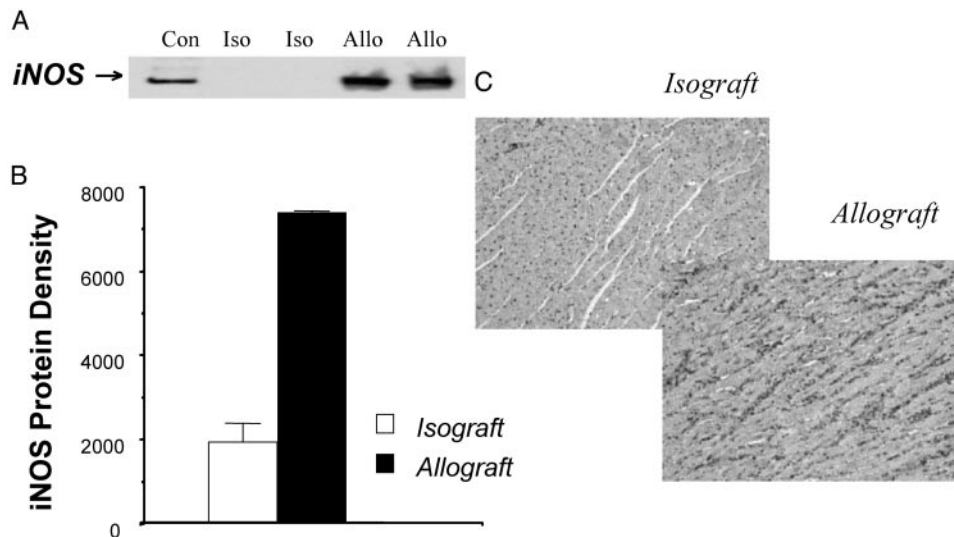 A
Con Iso Iso Allo Allo
iNOS →
C
Isograft
Allograft
B
iNOS Protein Density
8000
6000
4000
2000
0
Isograft
Allograft